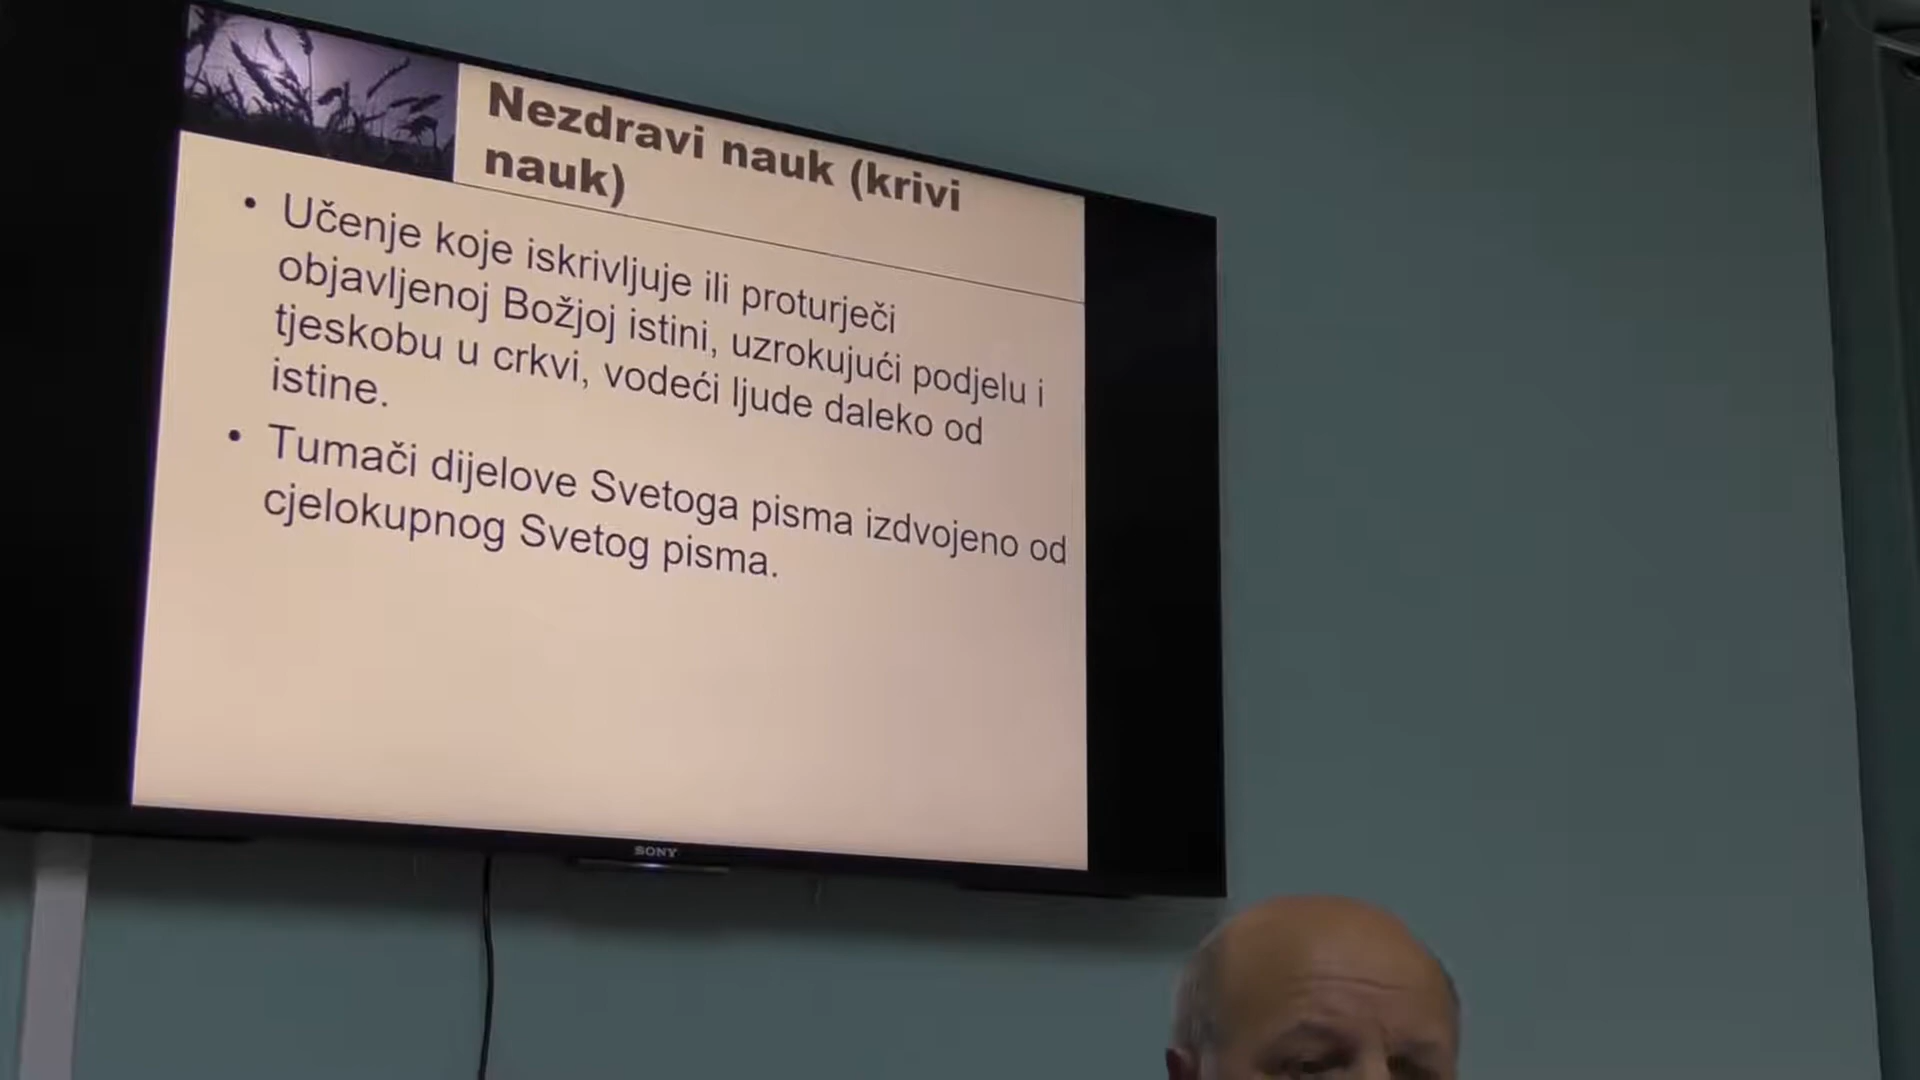 Nezdravi nauk (krivi
nauk)
• Učenje koje iskrivljuje ili proturječi
objavljenoj Božjoj istini, uzrokujući podjelu i
tjeskobu u crkvi, vodeći ljude daleko od
istine.
• Tumači dijelove Svetoga pisma izdvojeno od
cjelokupnog Svetog pisma.
SONY